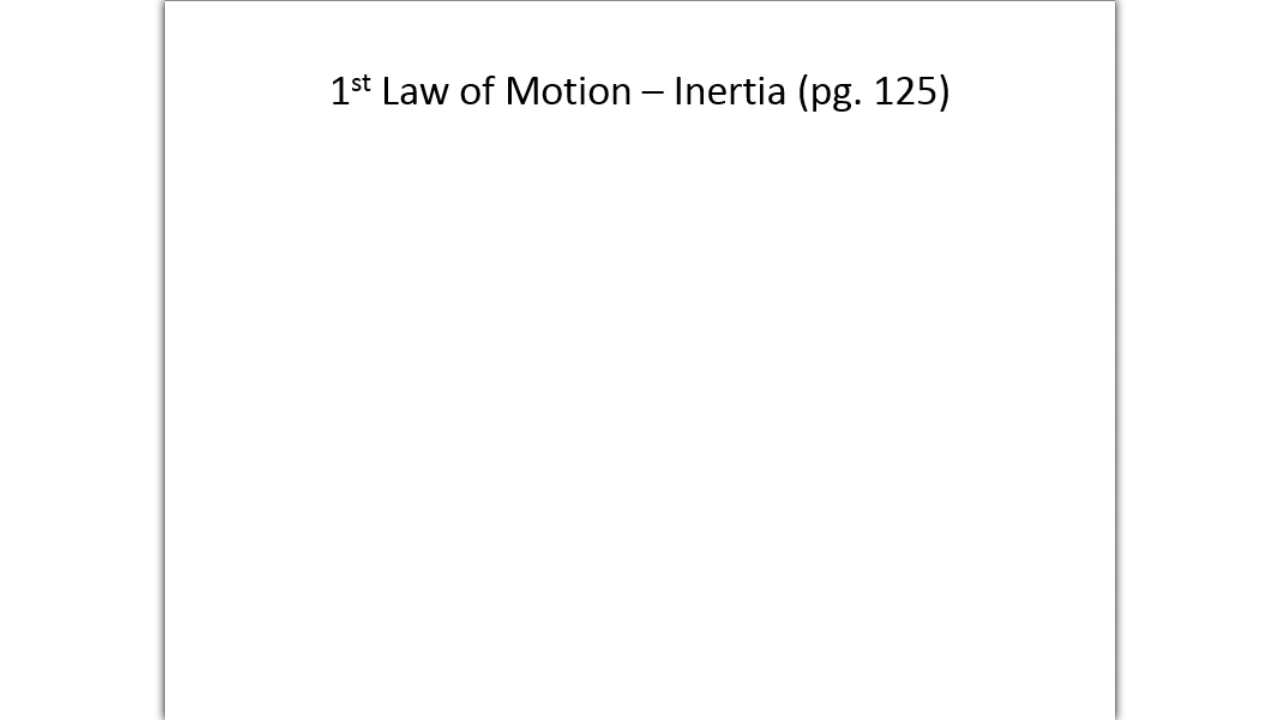 1st Law of Motion – Inertia (pg. 125)